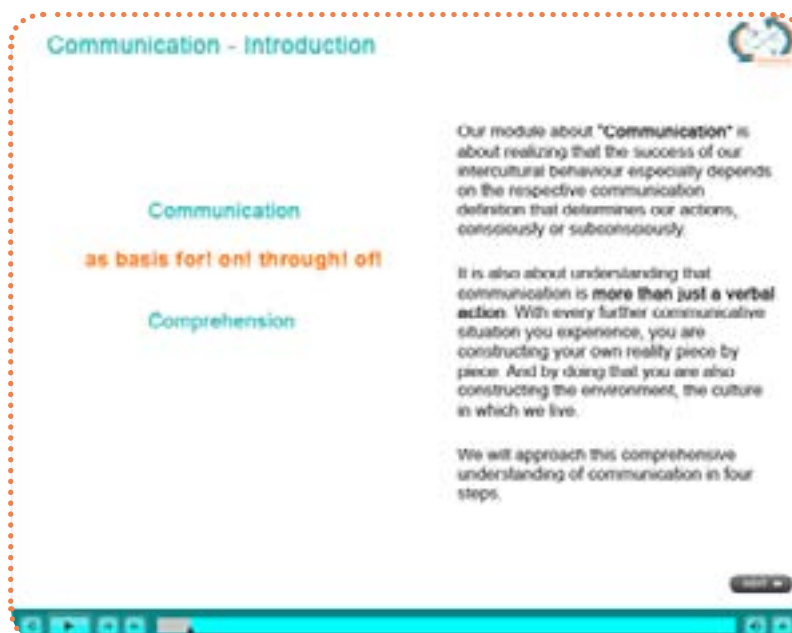 Communication - Introduction
Communication
as basis for! on! through! of!
Comprehension
Our module about "Communication" is
about realizing that the success of our
intercultural behaviour especially depends
on the respective communication
definition that determines our actions,
consciously or subconsciously.
It is also about understanding that
communication is more than just a verbal
action. With every further communicative
situation you experience, you are
constructing your own reality piece by
piece. And by doing that you are also
constructing the environment, the culture
in which we live.
We will approach this comprehensive
understanding of communication in four
steps.